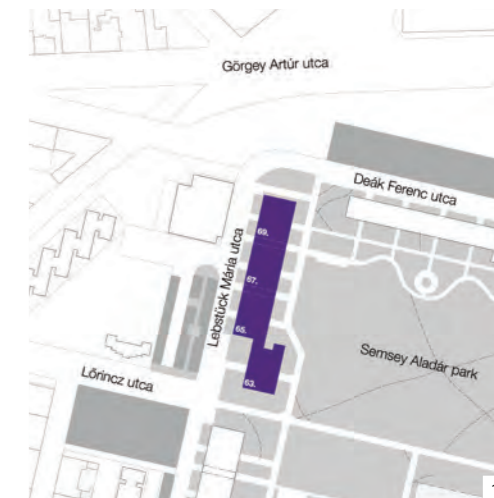 Görgey Artúr utca
Deák Ferenc utca
69.
Lebstück Mária utca
67.
65.
Semsey Aladár park
Lőrincz utca
63.